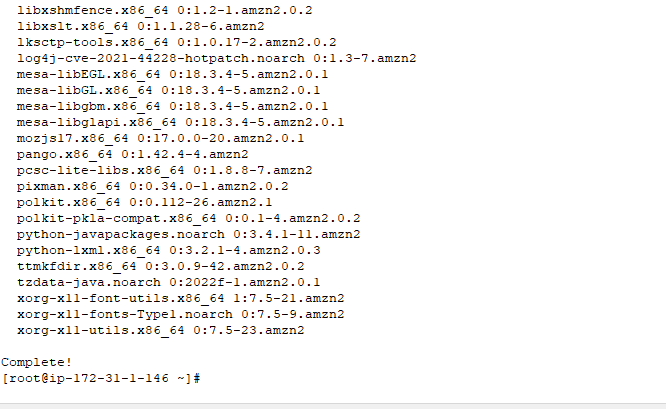 libxshmfence.x86_64 0:1.2-1.amzn2.0.2
libxslt.x86_64 0:1.1.28-6.amzn2
lksctp-tools.x86_64 0:1.0.17-2.amzn2.0.2
log4j-cve-2021-44228-hotpatch.noarch 0:1.3-7.amzn2
mesa-libEGL.x86_64 0:18.3.4-5.amzn2.0.1
mesa-libGL.x86_64 0:18.3.4-5.amzn2.0.1
mesa-libgbm.x86_64 0:18.3.4-5.amzn2.0.1
mesa-libglapi.x86_64 0:18.3.4-5.amzn2.0.1
mozjs17.x86_64 0:17.0.0-20.amzn2.0.1
pango.x86_64 0:1.42.4-4.amzn2
pcsc-lite-libs.x86_64 0:1.8.8-7.amzn2
pixman.x86_64 0:0.34.0-1.amzn2.0.2
polkit.x86_64 0:0.112-26.amzn2.1
polkit-pkla-compat.x86_64 0:0.1-4.amzn2.0.2
python-javapackages.noarch 0:3.4.1-11.amzn2
python-lxml.x86_64 0:3.2.1-4.amzn2.0.3
ttmkfdir.x86_64 0:3.0.9-42.amzn2.0.2
tzdata-java.noarch 0:2022f-1.amzn2.0.1
xorg-x11-font-utils.x86_64 1:7.5-21.amzn2
xorg-x11-fonts-Type1.noarch 0:7.5-9.amzn2
xorg-x11-utils.x86_64 0:7.5-23.amzn2
Complete!
[root@ip-172-31-1-146 ~]#